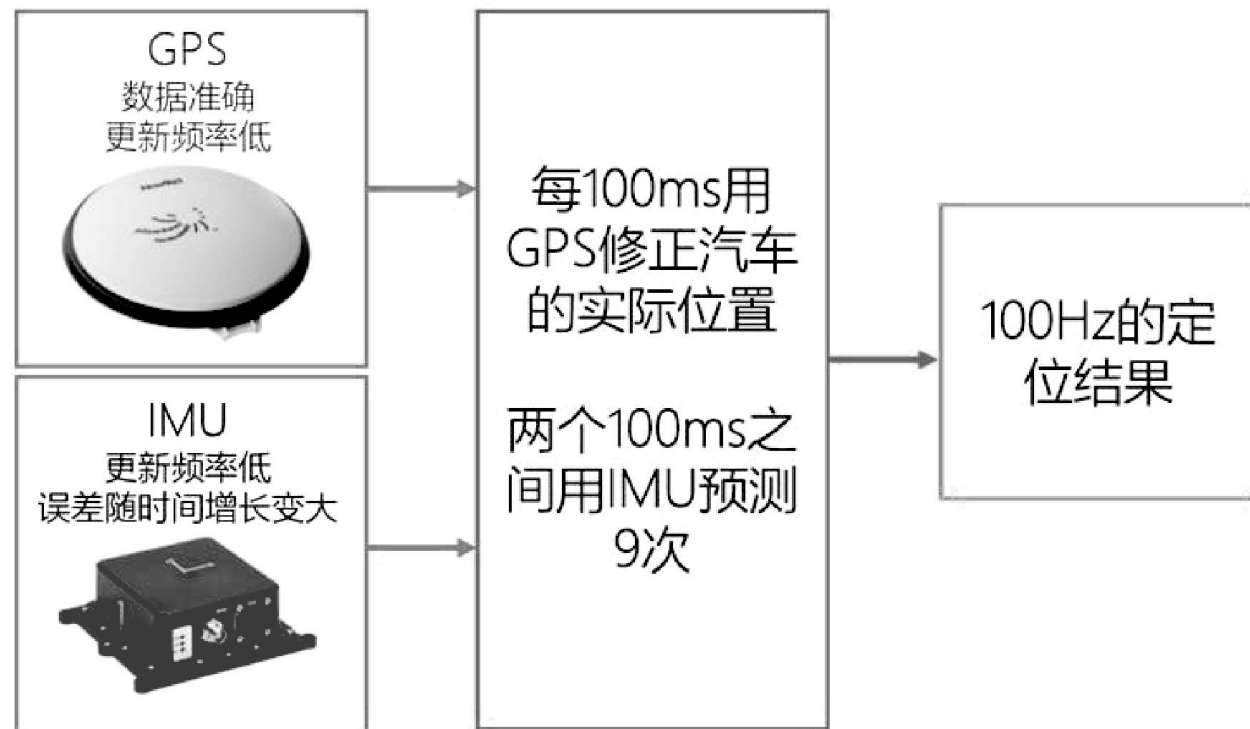 GPS
数据准确
更新频率低
IMU
更新频率低
误差随时间增长变大
每100ms用
GPS修正汽车
的实际位置
两个100ms之
间用IMU预测
9次
100Hz的定
位结果